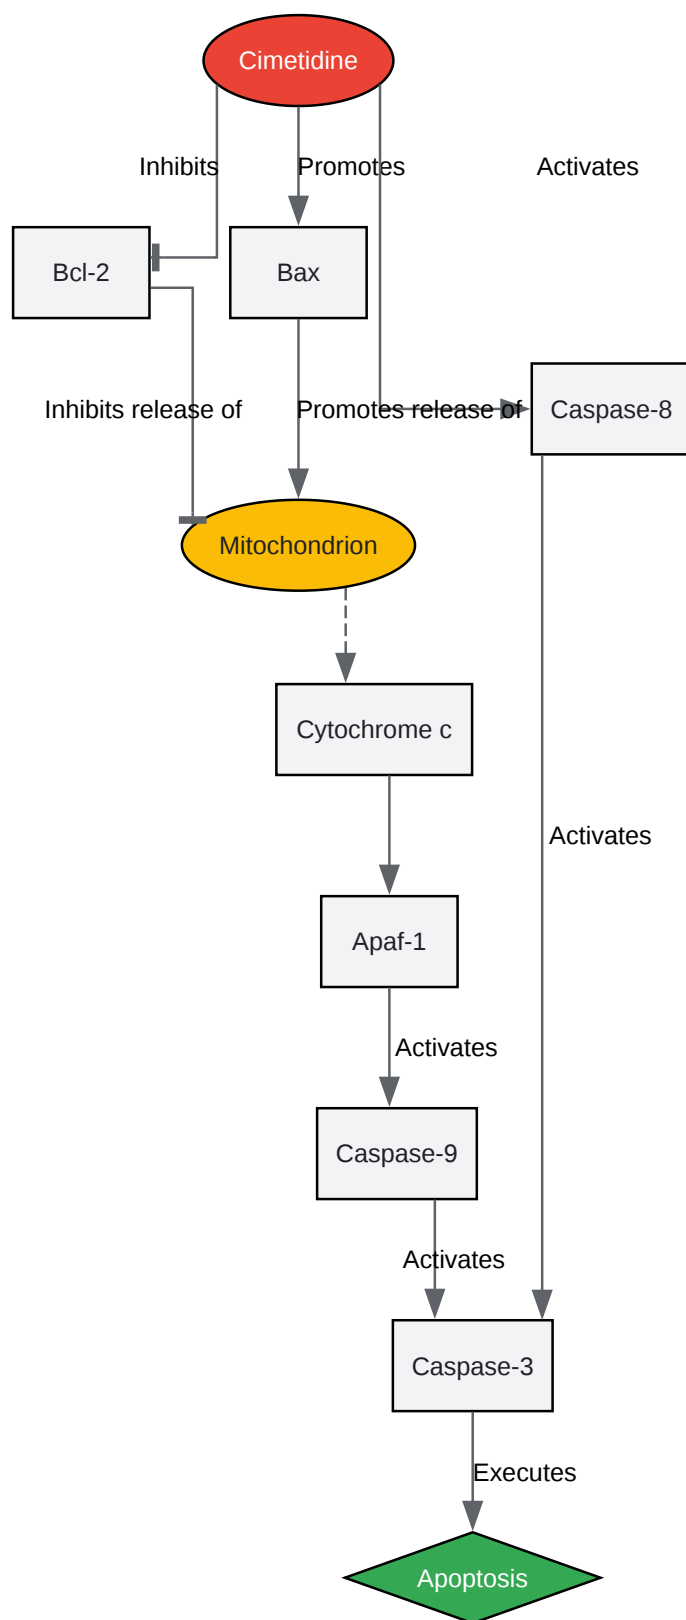 Cimetidine
Inhibits
Promotes
Activates
Bcl-2
Bax
Inhibits release of
Promotes release of
Caspase-8
Mitochondrion
Cytochrome c
Activates
Apaf-1
Activates
Caspase-9
Activates
Caspase-3
Executes
Apoptosis